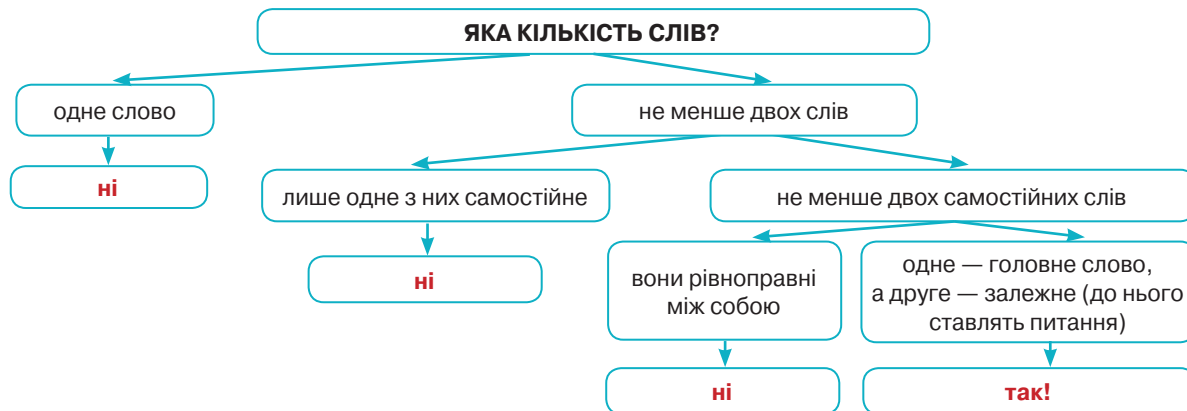 ЯКА КІЛЬКІСТЬ СЛІВ?
одне слово
не менше двох слів
ні
лише одне з них самостійне
не менше двох самостійних слів
ні
вони рівноправні
між собою
одне — головне слово,
а друге — залежне (до нього
ставлять питання)
ні
так!